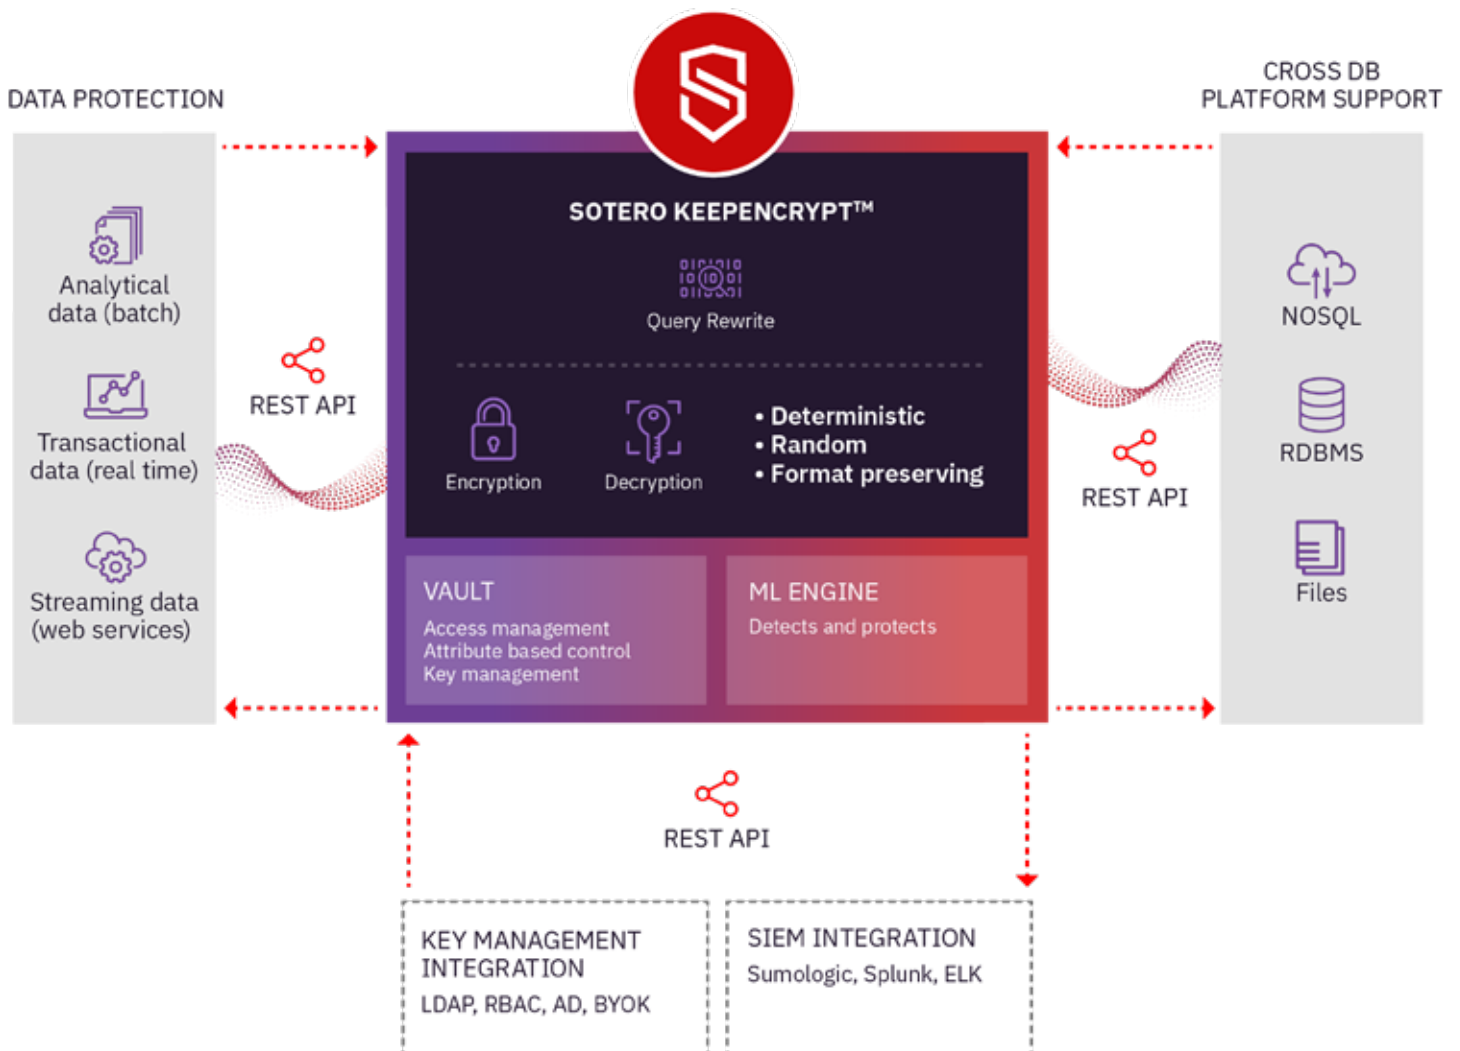 DATA PROTECTION
Analytical
data (batch)
Transactional
data (real time)
Streaming data
(web services)
REST API
SOTERO KEEPENCRYPT™
Query Rewrite
Encryption
Decryption
• Deterministic
• Random
• Format preserving
VAULT
Access management
Attribute based control
Key management
ML ENGINE
Detects and protects
REST API
CROSS DB
PLATFORM SUPPORT
NOSQL
RDBMS
Files
REST API
KEY MANAGEMENT
INTEGRATION
LDAP, RBAC, AD, BYOK
SIEM INTEGRATION
Sumologic, Splunk, ELK